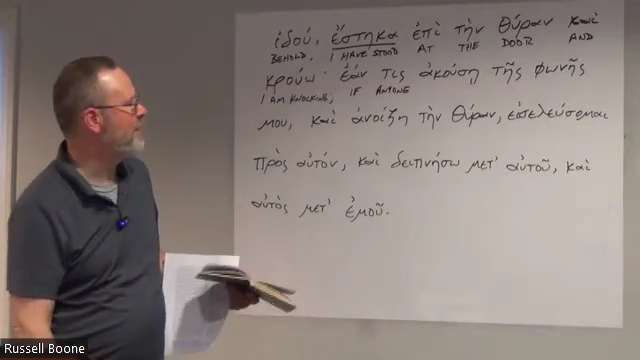 ἰδού, ἕστηκα ἐπὶ τὴν θύραν καὶ
BEHOLD, I HAVE STOOD AT THE DOOR AND
κρούω· ἐάν τις ἀκούσῃ τῆς φωνῆς
I AM KNOCKING; IF ANYONE
μου, καὶ ἀνοίξῃ τὴν θύραν, εἰσελεύσομαι
πρὸς αὐτόν, καὶ δειπνήσω μετ' αὐτοῦ, καὶ
αὐτὸς μετ' ἐμοῦ.
Russell Boone